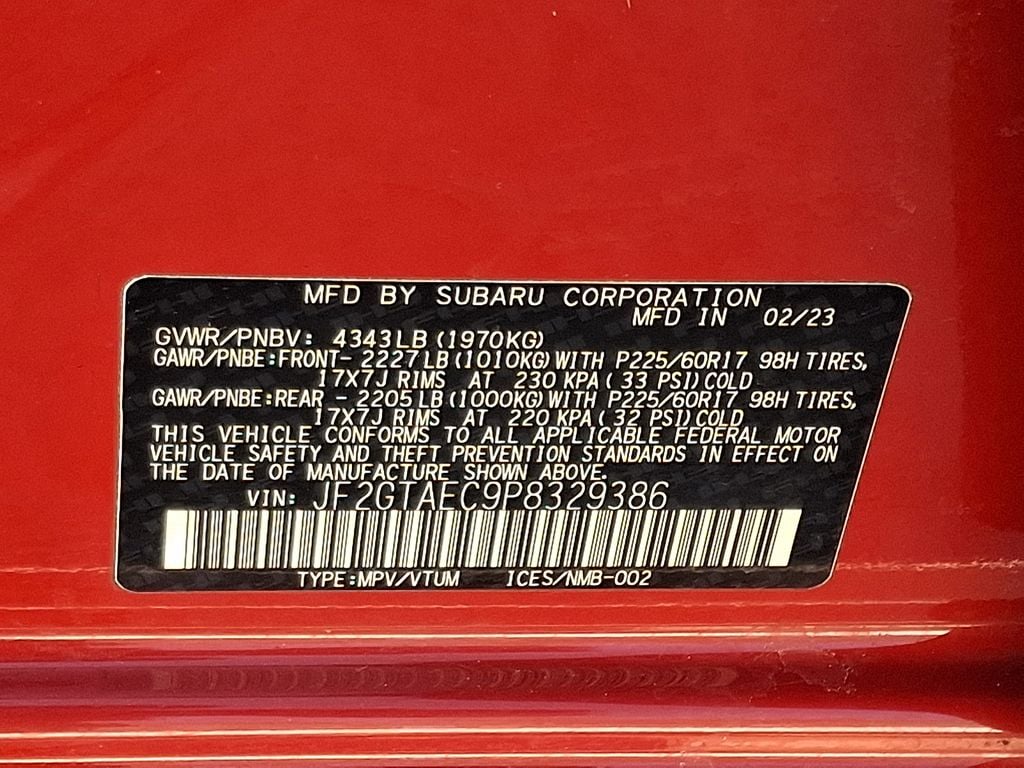 MFD BY SUBARU CORPORATION
MFD IN 02/23
GVWR/PNBV: 4343LB (1970KG)
GAWR/PNBE:FRONT- 2227LB (1010KG) WITH P225/60R17 98H TIRES,
17X7J RIMS AT 230 KPA ( 33 PSI) COLD
GAWR/PNBE:REAR - 2205LB (1000KG) WITH P225/60R17 98H TIRES,
17X7J RIMS AT 220 KPA ( 32 PSI) COLD
THIS VEHICLE CONFORMS TO ALL APPLICABLE FEDERAL MOTOR
VEHICLE SAFETY AND THEFT PREVENTION STANDARDS IN EFFECT ON
THE DATE OF MANUFACTURE SHOWN ABOVE.
VIN: JF2GTAEC9P8329386
TYPE:MPV/VTUM ICES/NMB-002